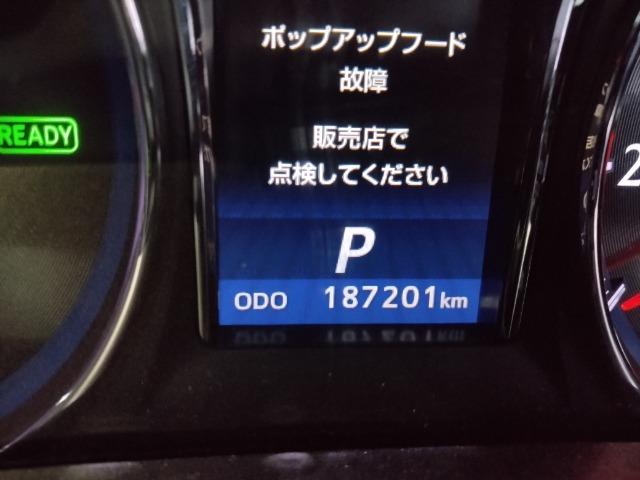 ポップアップフード
故障
販売店で
点検してください
READY
P
ODO 187201km
2